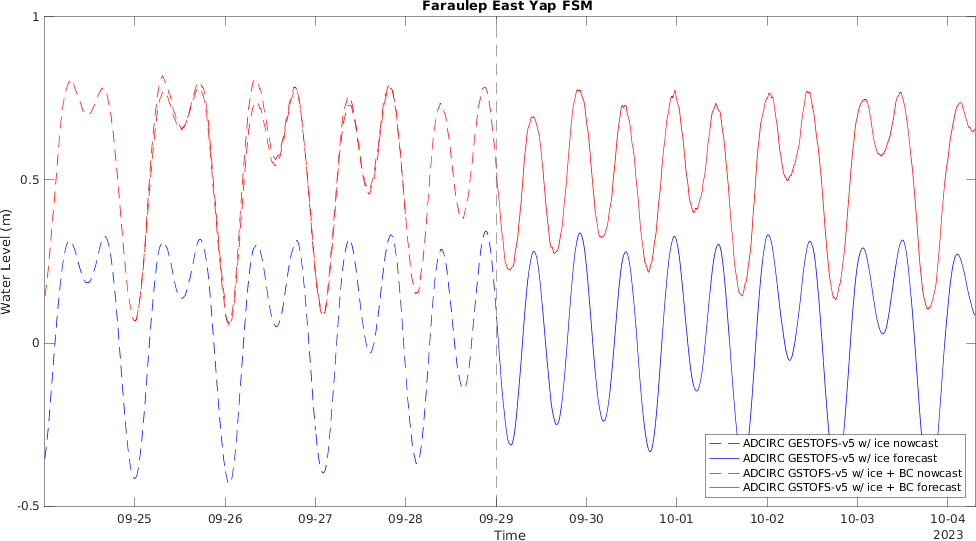 Faraulep East Yap FSM
1
0.5
0
-0.5
Water Level (m)
09-25
09-26
09-27
09-28
09-29
09-30
10-01
10-02
10-03
10-04
Time
2023
ADCIRC GESTOFS-v5 w/ ice nowcast
ADCIRC GESTOFS-v5 w/ ice forecast
ADCIRC GSTOFS-v5 w/ ice + BC nowcast
ADCIRC GSTOFS-v5 w/ ice + BC forecast